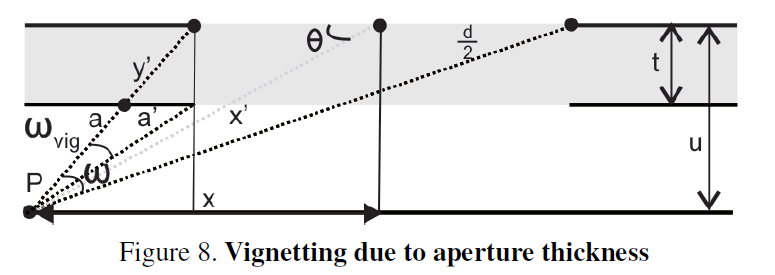 θ
d
2
y'
t
a
a'
x'
ω
vig
u
ω
P
x
Figure 8. Vignetting due to aperture thickness